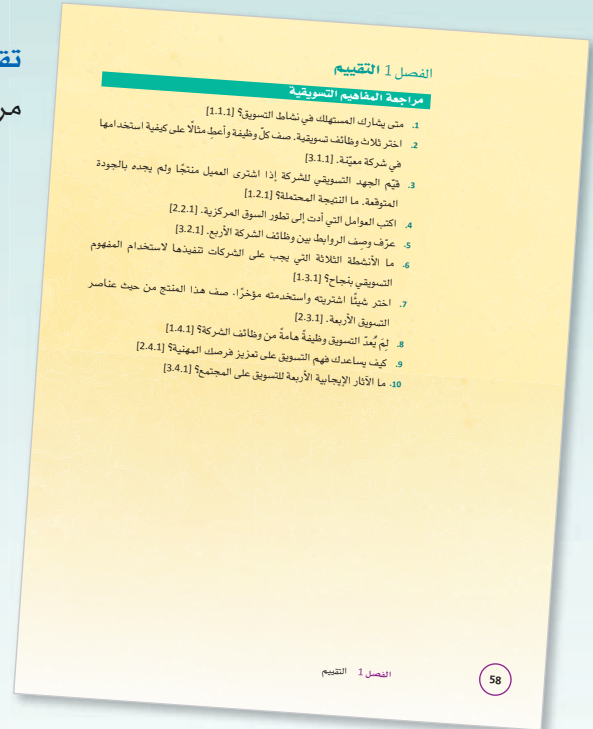 الفصل 1 التقييم
مراجعة المفاهيم التسويقية
1. متى يشارك المستهلك في نشاط التسويق؟ [1.1.1]
2. اختر ثلاث وظائف تسويقية. صف كلّ وظيفة وأعطِ مثالًا على كيفية استخدامها
في شركة معيّنة. [3.1.1]
3. قيّم الجهد التسويقي للشركة إذا اشترى العميل منتجًا ولم يجده بالجودة
المتوقعة. ما النتيجة المحتملة؟ [1.2.1]
4. اكتب العوامل التي أدت إلى تطور السوق المركزية. [2.2.1]
5. عرّف وصِف الروابط بين وظائف الشركة الأربع. [3.2.1]
6. ما الأنشطة الثلاثة التي يجب على الشركات تنفيذها لاستخدام المفهوم
التسويقي بنجاح؟ [1.3.1]
7. اختر شيئًا اشتريته واستخدمته مؤخرًا. صف هذا المنتج من حيث عناصر
التسويق الأربعة. [2.3.1]
8. لِمَ يُعدّ التسويق وظيفةً هامةً من وظائف الشركة؟ [1.4.1]
9. كيف يساعدك فهم التسويق على تعزيز فرصك المهنية؟ [2.4.1]
10. ما الآثار الإيجابية الأربعة للتسويق على المجتمع؟ [3.4.1]
58
الفصل 1 التقييم